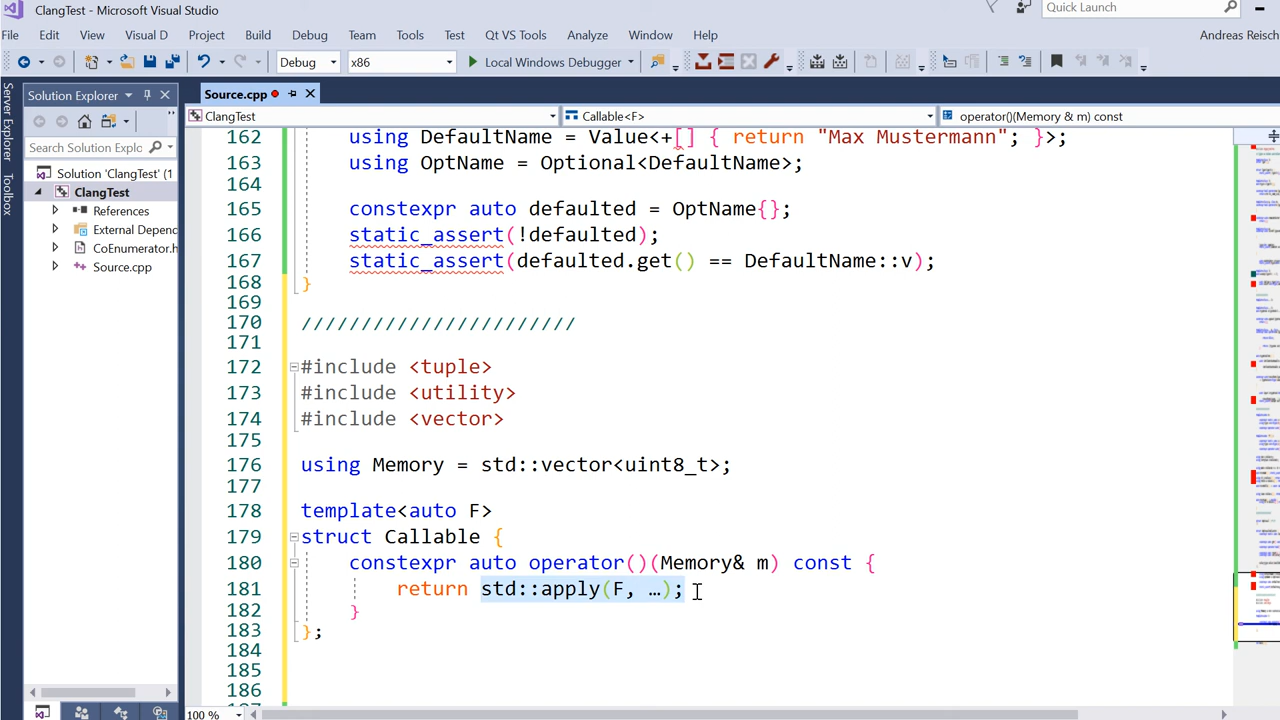 ClangTest - Microsoft Visual Studio
Quick Launch
File Edit View Visual D Project Build Debug Team Tools Test Qt VS Tools Analyze Window Help
Andreas Reisch
Debug x86 Local Windows Debugger
Server Explorer
Toolbox
Solution Explorer
Search Solution Explo
Solution 'ClangTest' (1
ClangTest
References
External Depenc
CoEnumerator.h
Source.cpp
Source.cpp
ClangTest Callable<F> operator()(Memory & m) const
162 using DefaultName = Value<+[] { return "Max Mustermann"; }>;
163 using OptName = Optional<DefaultName>;
164
165 constexpr auto defaulted = OptName{};
166 static_assert(!defaulted);
167 static_assert(defaulted.get() == DefaultName::v);
168 }
169
170 ///////////////////////
171
172 #include <tuple>
173 #include <utility>
174 #include <vector>
175
176 using Memory = std::vector<uint8_t>;
177
178 template<auto F>
179 struct Callable {
180 constexpr auto operator()(Memory& m) const {
181 return std::apply(F, …);
182 }
183 };
184
185
186
100 %